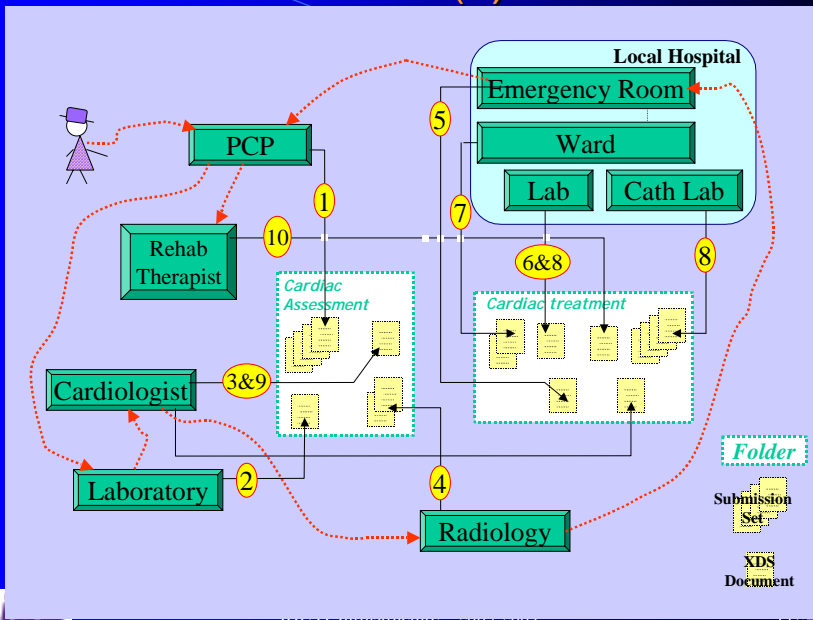 Local Hospital
Emergency Room
5
PCP
Ward
1
Lab
Cath Lab
7
10
Rehab
Therapist
6&8
8
Cardiac
Assessment
Cardiac treatment
Cardiologist
3&9
Folder
Laboratory
2
4
Submission
Set
Radiology
XDS
Document